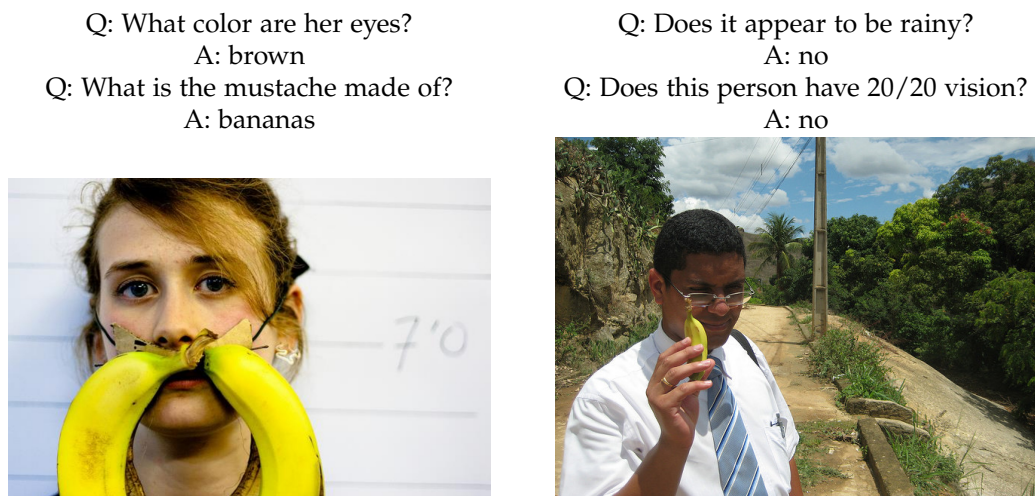 Q: What color are her eyes?
A: brown
Q: What is the mustache made of?
A: bananas
Q: Does it appear to be rainy?
A: no
Q: Does this person have 20/20 vision?
A: no
7'0